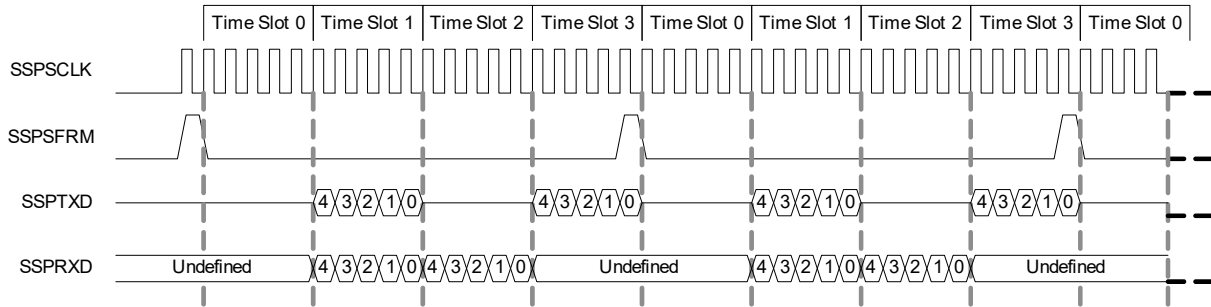 Time Slot 0 Time Slot 1 Time Slot 2 Time Slot 3 Time Slot 0 Time Slot 1 Time Slot 2 Time Slot 3 Time Slot 0
SSPSCLK
SSPSFRM
SSPTXD 4 3 2 1 0 4 3 2 1 0 4 3 2 1 0 4 3 2 1 0
SSPRXD Undefined 4 3 2 1 0 4 3 2 1 0 Undefined 4 3 2 1 0 4 3 2 1 0 Undefined